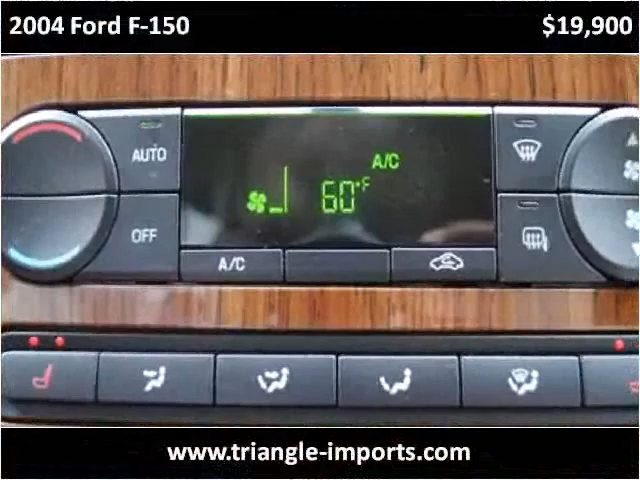 2004 Ford F-150 $19,900
AUTO
A/C
60°F
OFF
A/C
www.triangle-imports.com